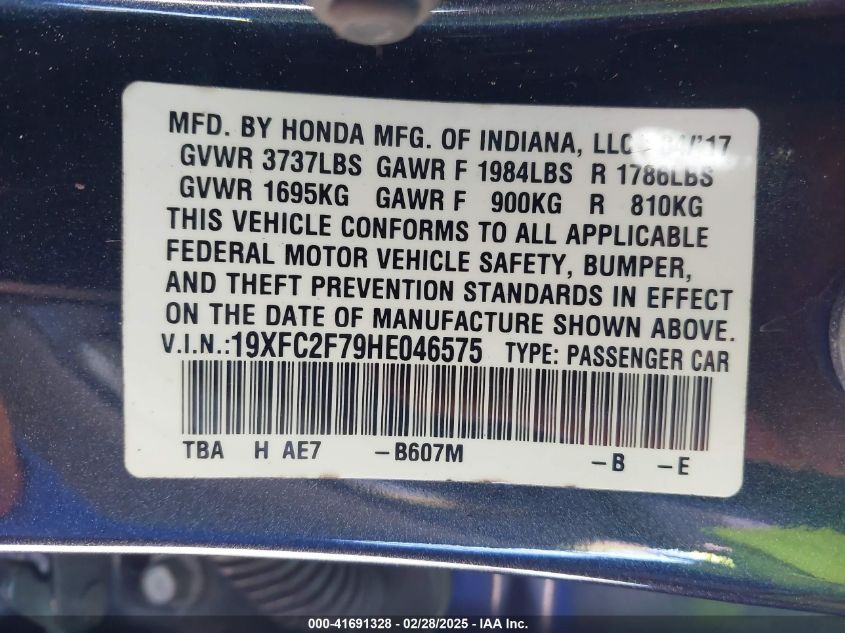 MFD. BY HONDA MFG. OF INDIANA, LLC '17
GVWR 3737LBS GAWR F 1984LBS R 1786LBS
GVWR 1695KG GAWR F 900KG R 810KG
THIS VEHICLE CONFORMS TO ALL APPLICABLE
FEDERAL MOTOR VEHICLE SAFETY, BUMPER,
AND THEFT PREVENTION STANDARDS IN EFFECT
ON THE DATE OF MANUFACTURE SHOWN ABOVE.
V.I.N.:19XFC2F79HE046575 TYPE: PASSENGER CAR
TBA H AE7 -B607M -B -E
000-41691328 - 02/28/2025 - IAA Inc.